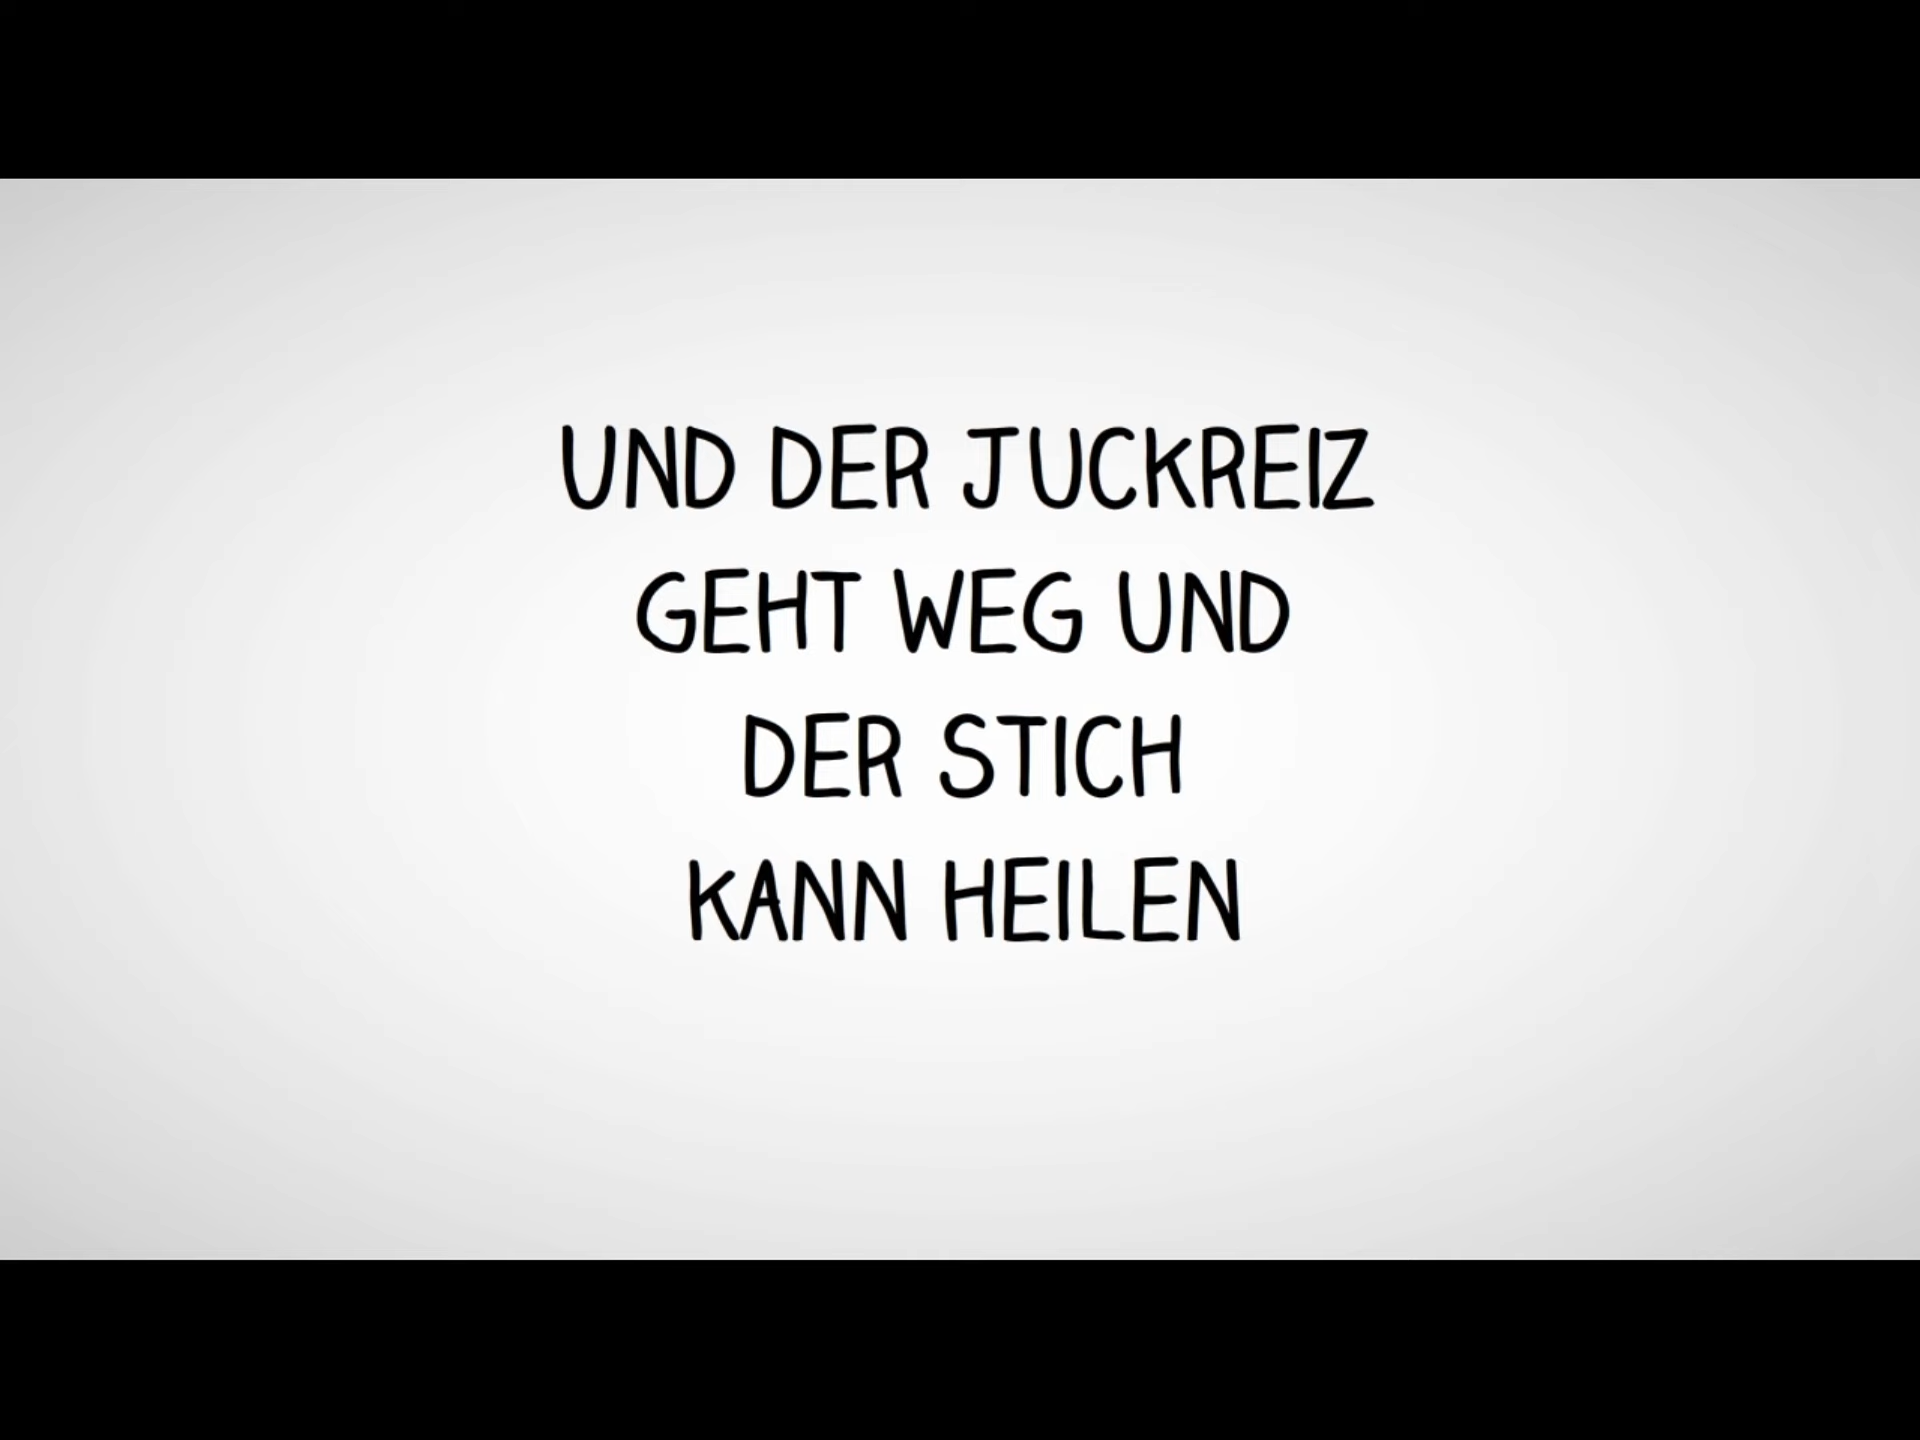 UND DER JUCKREIZ
GEHT WEG UND
DER STICH
KANN HEILEN